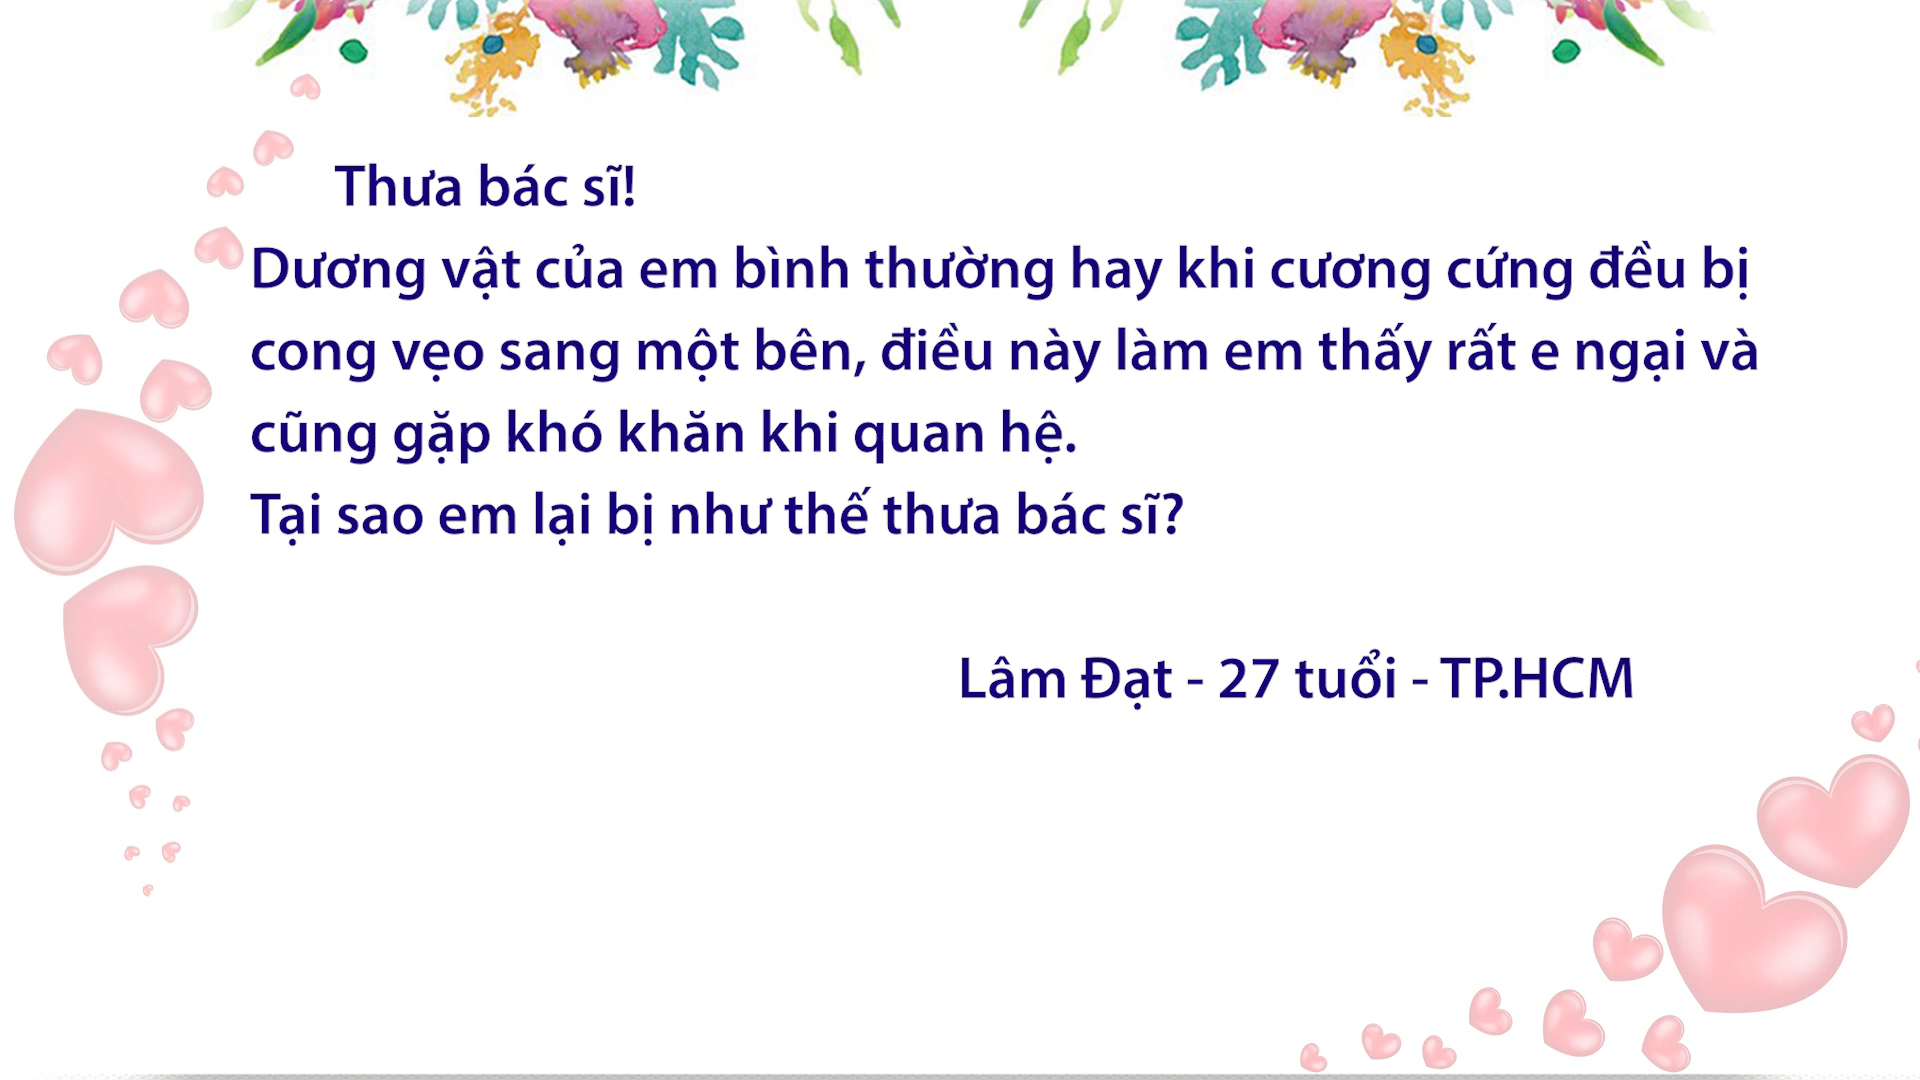 Thưa bác sĩ!
Dương vật của em bình thường hay khi cương cứng đều bị
cong vẹo sang một bên, điều này làm em thấy rất e ngại và
cũng gặp khó khăn khi quan hệ.
Tại sao em lại bị như thế thưa bác sĩ?
Lâm Đạt - 27 tuổi - TP.HCM